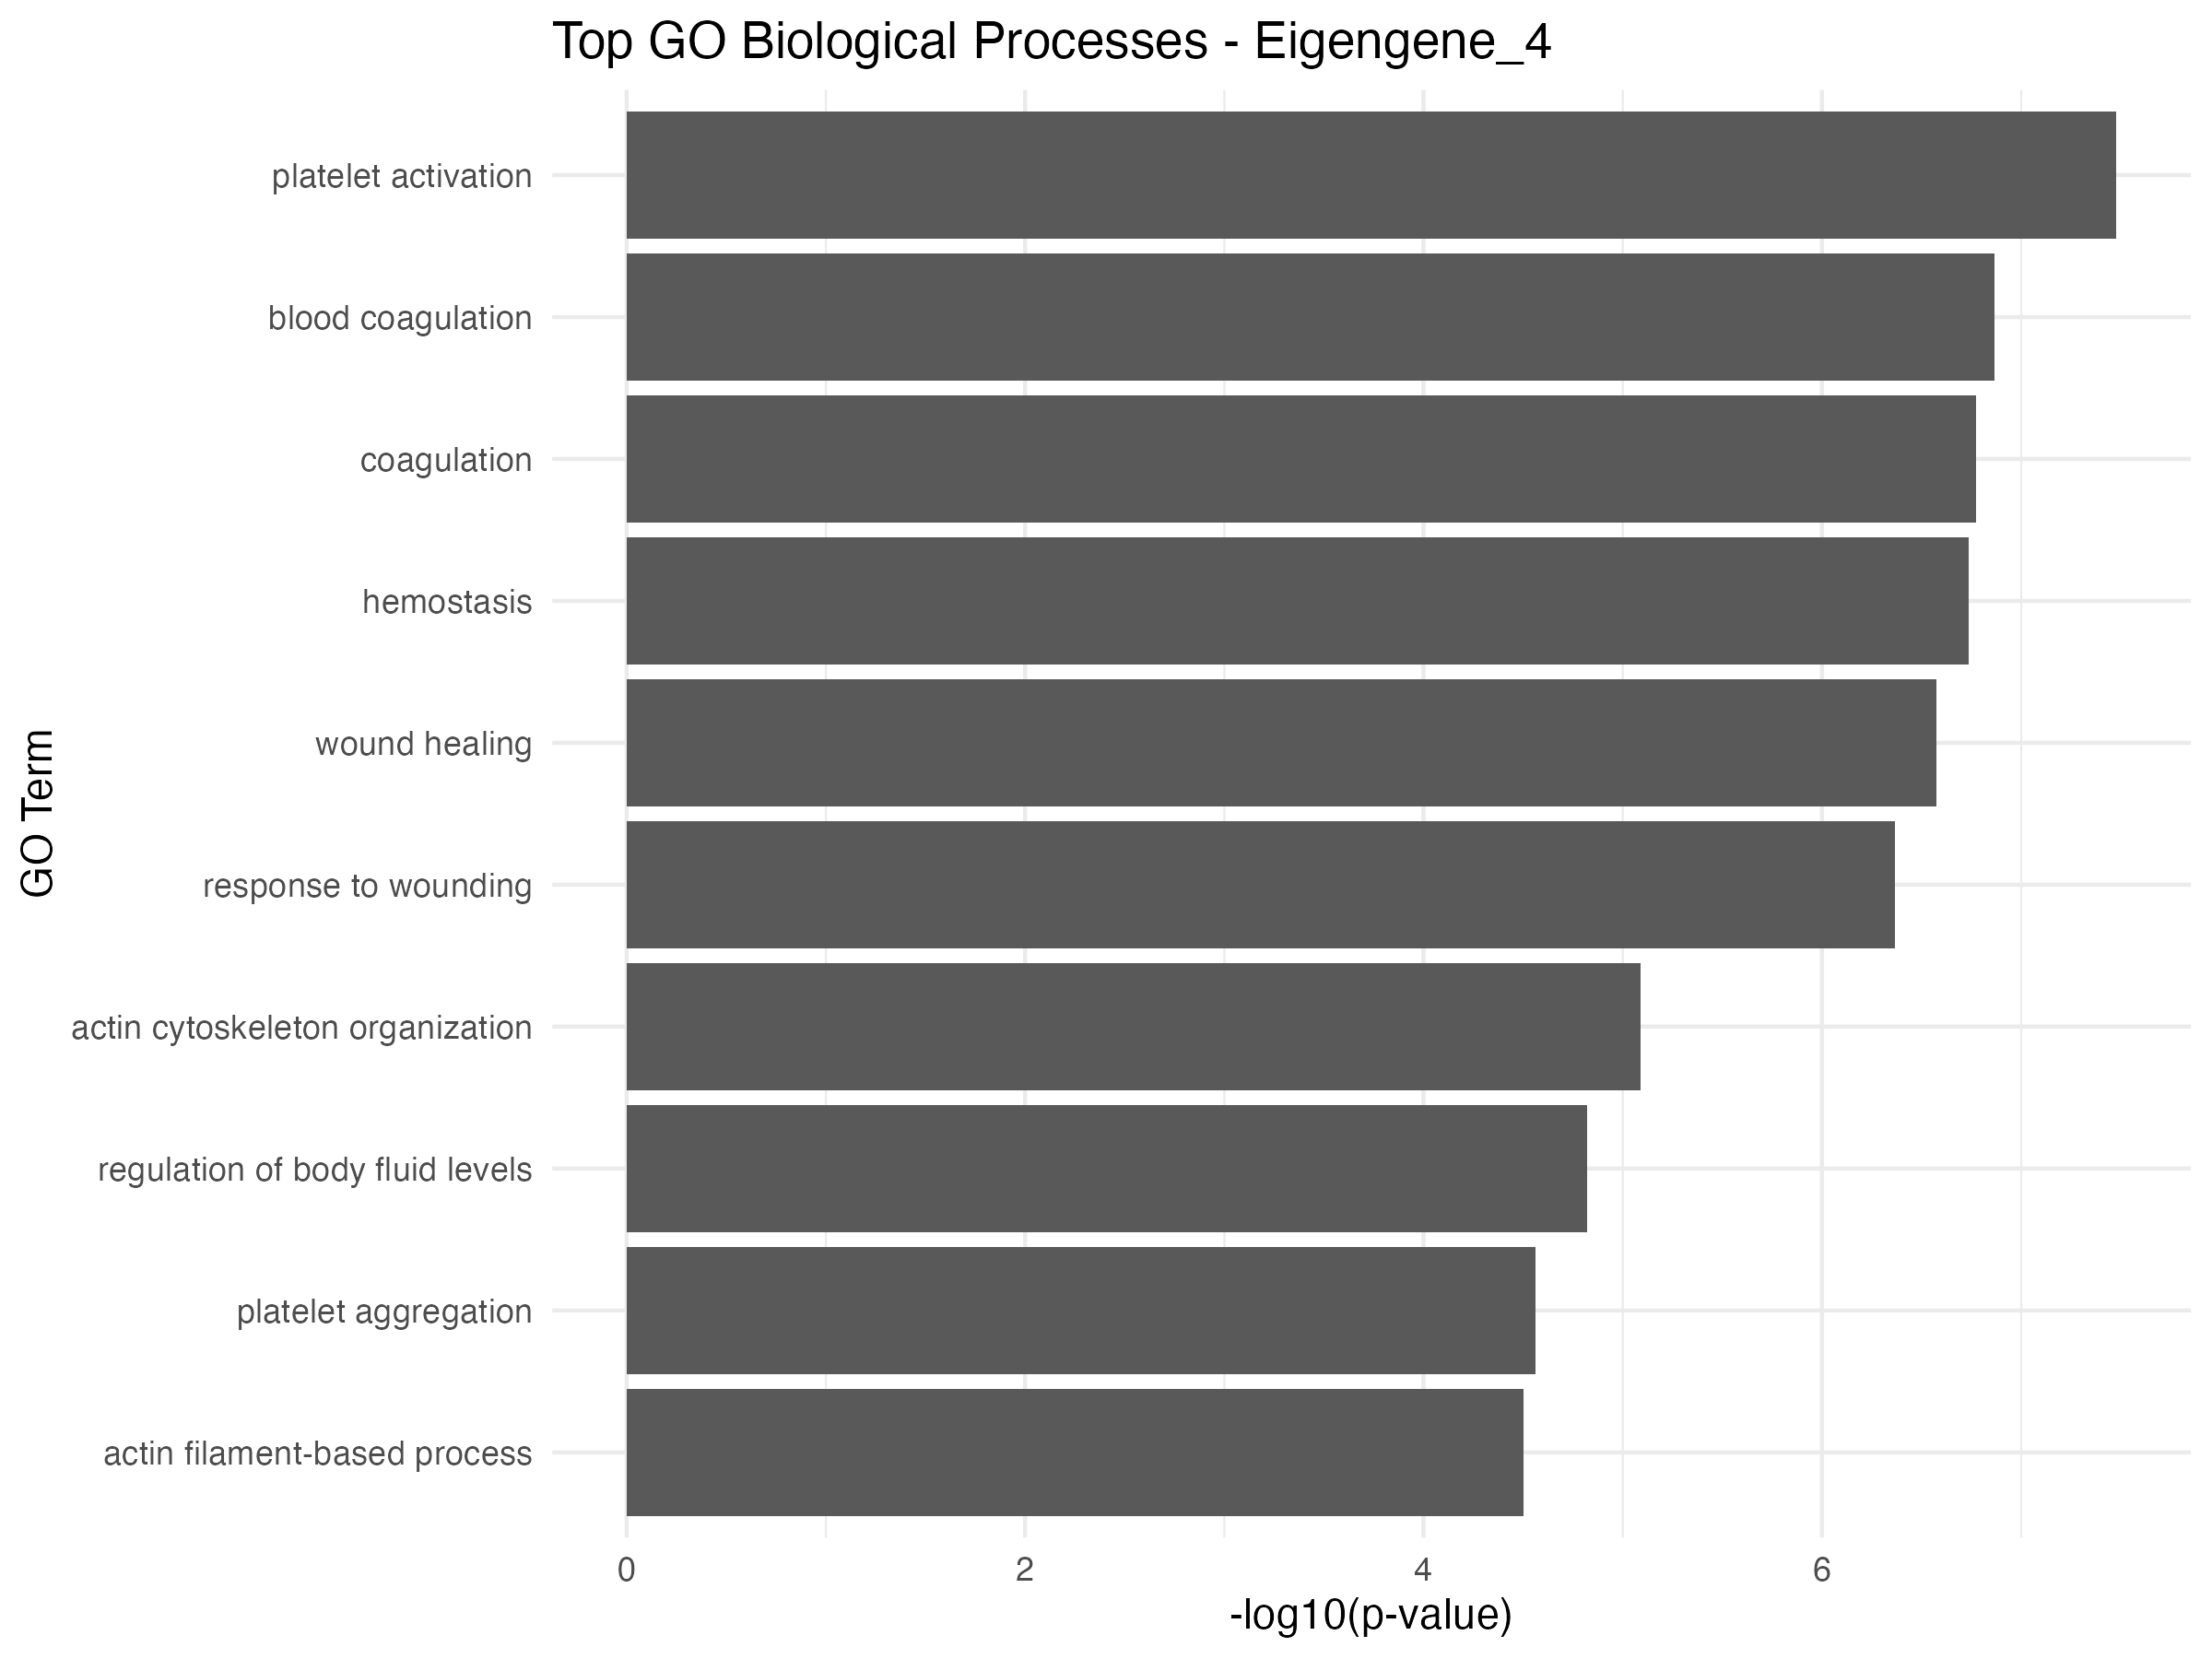 Top GO Biological Processes - Eigengene_4
platelet activation
blood coagulation
coagulation
hemostasis
wound healing
response to wounding
actin cytoskeleton organization
regulation of body fluid levels
platelet aggregation
actin filament-based process
GO Term
0 2 4 6
-log10(p-value)